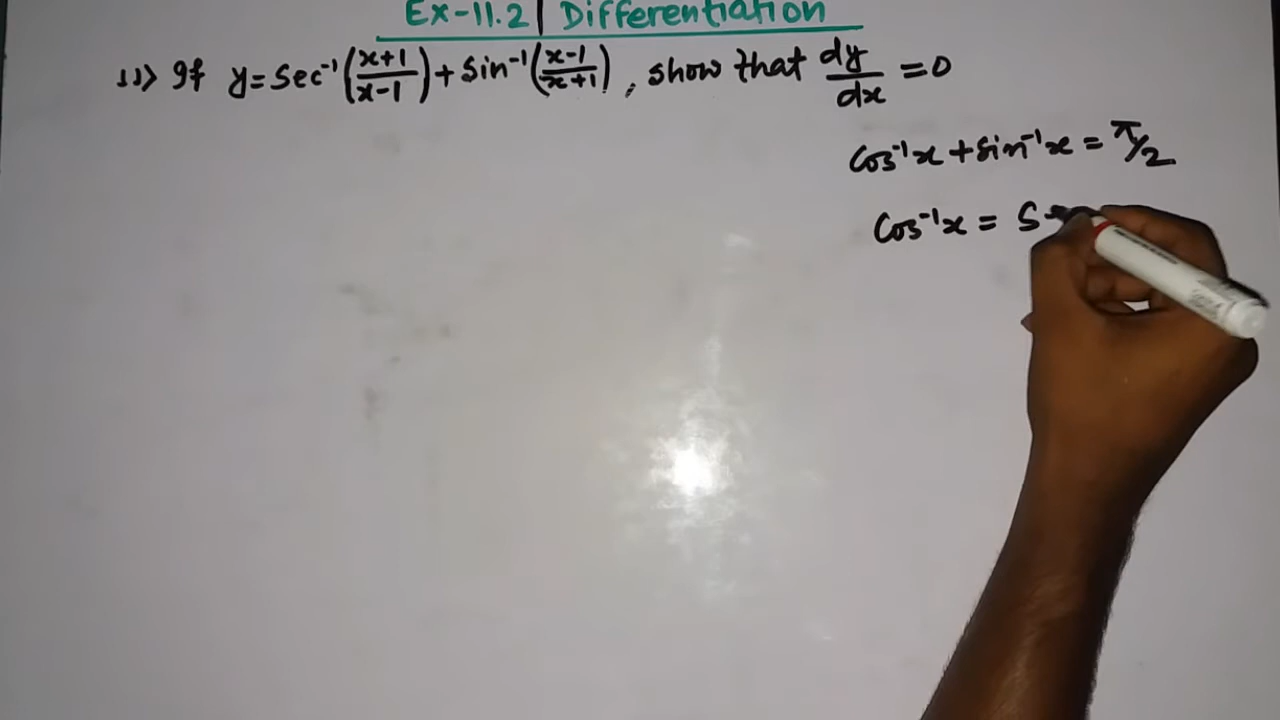 Ex-11.2 | Differentiation
11> If y = Sec⁻¹(x+1/x-1) + Sin⁻¹(x-1/x+1), show that dy/dx = 0
Cos⁻¹x + Sin⁻¹x = π/2
Cos⁻¹x = S